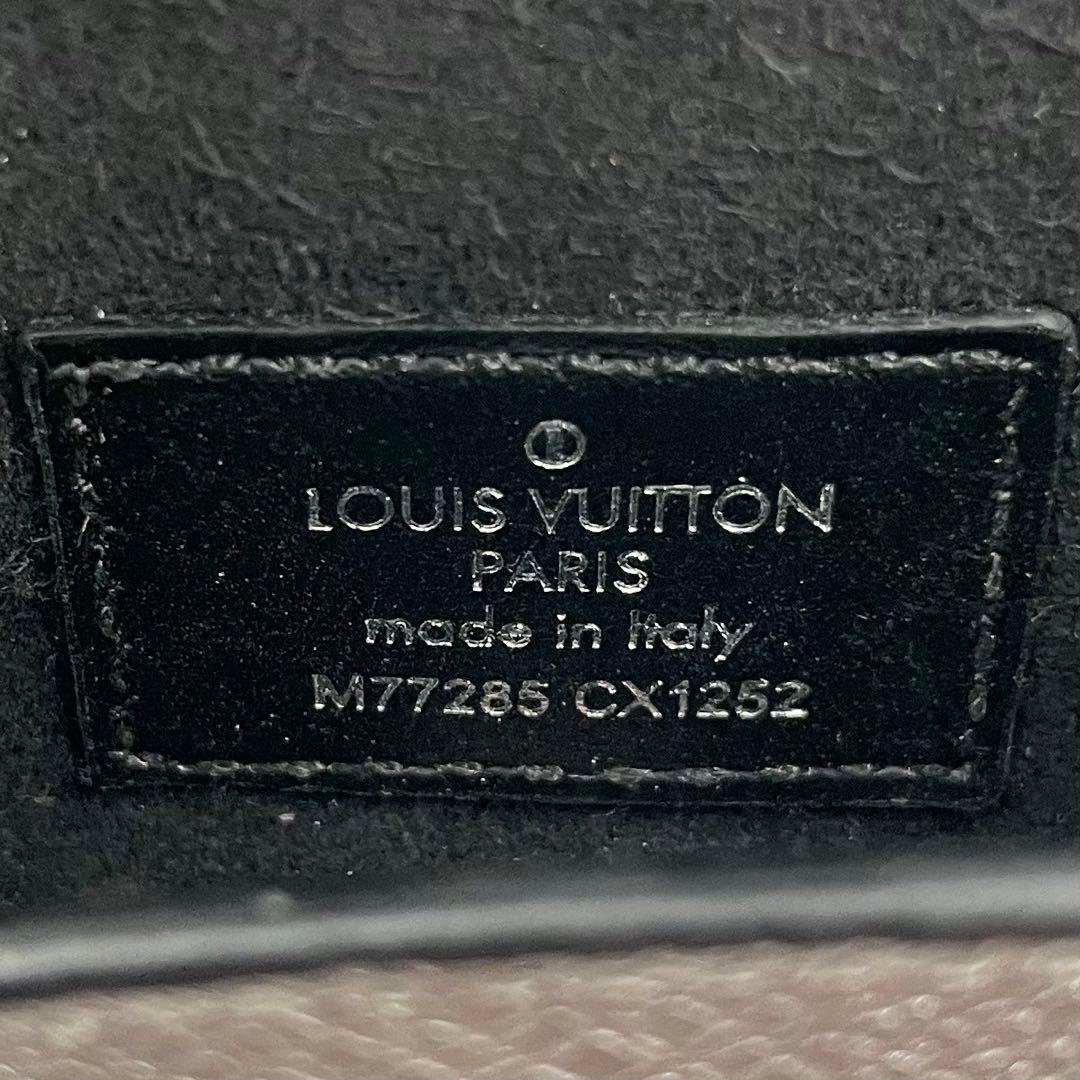 LOUIS VUITTON
PARIS
made in Italy
M77285 CX1252